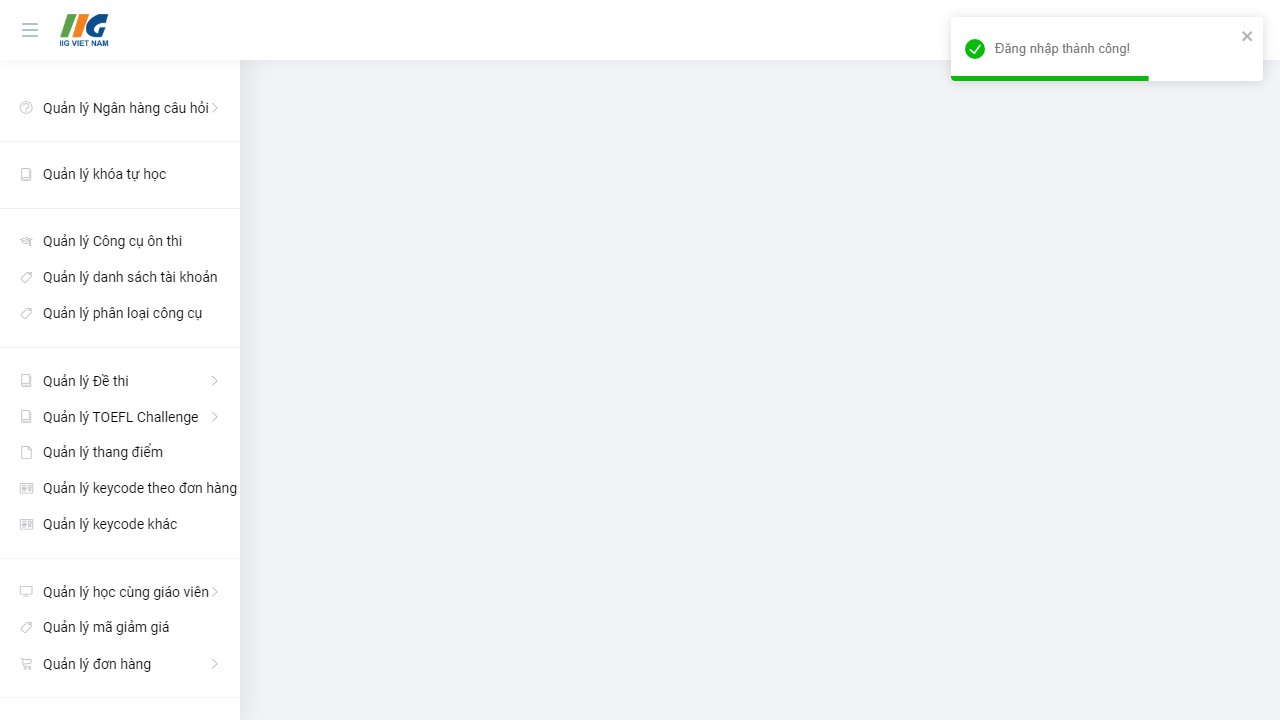 IIG VIET NAM
Đăng nhập thành công!
Quản lý Ngân hàng câu hỏi
Quản lý khóa tự học
Quản lý Công cụ ôn thi
Quản lý danh sách tài khoản
Quản lý phân loại công cụ
Quản lý Đề thi
Quản lý TOEFL Challenge
Quản lý thang điểm
Quản lý keycode theo đơn hàng
Quản lý keycode khác
Quản lý học cùng giáo viên
Quản lý mã giảm giá
Quản lý đơn hàng